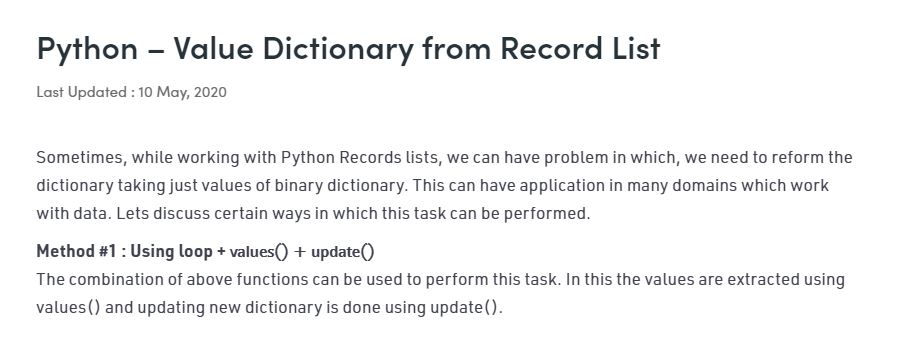 Python – Value Dictionary from Record List
Last Updated : 10 May, 2020
Sometimes, while working with Python Records lists, we can have problem in which, we need to reform the
dictionary taking just values of binary dictionary. This can have application in many domains which work
with data. Lets discuss certain ways in which this task can be performed.
Method #1 : Using loop + values() + update()
The combination of above functions can be used to perform this task. In this the values are extracted using
values() and updating new dictionary is done using update().